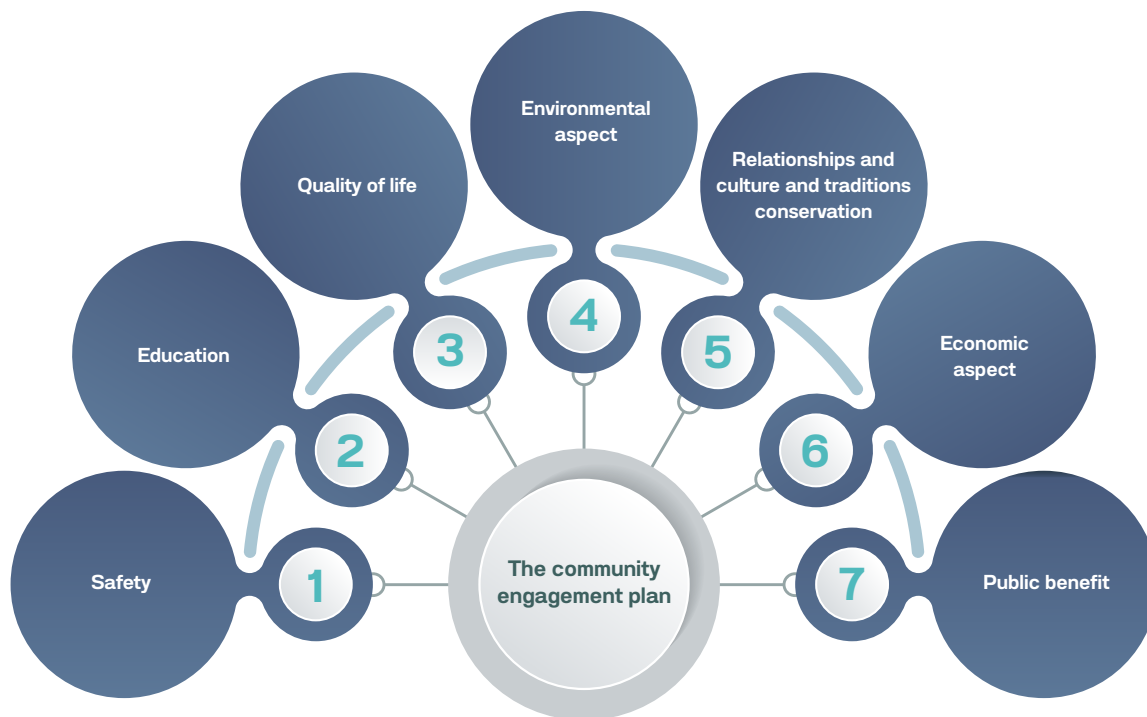 Environmental
aspect
Quality of life
Relationships and
culture and traditions
conservation
Education
Economic
aspect
Safety
Public benefit
1
2
3
4
5
6
7
The community
engagement plan